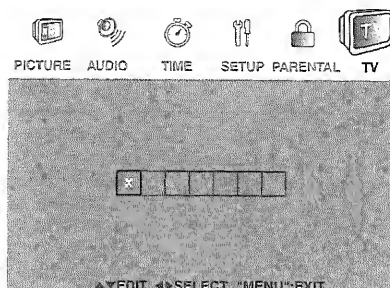 PICTURE AUDIO TIME SETUP PARENTAL TV
*
▲▼EDIT ◄►SELECT "MENU":EXIT